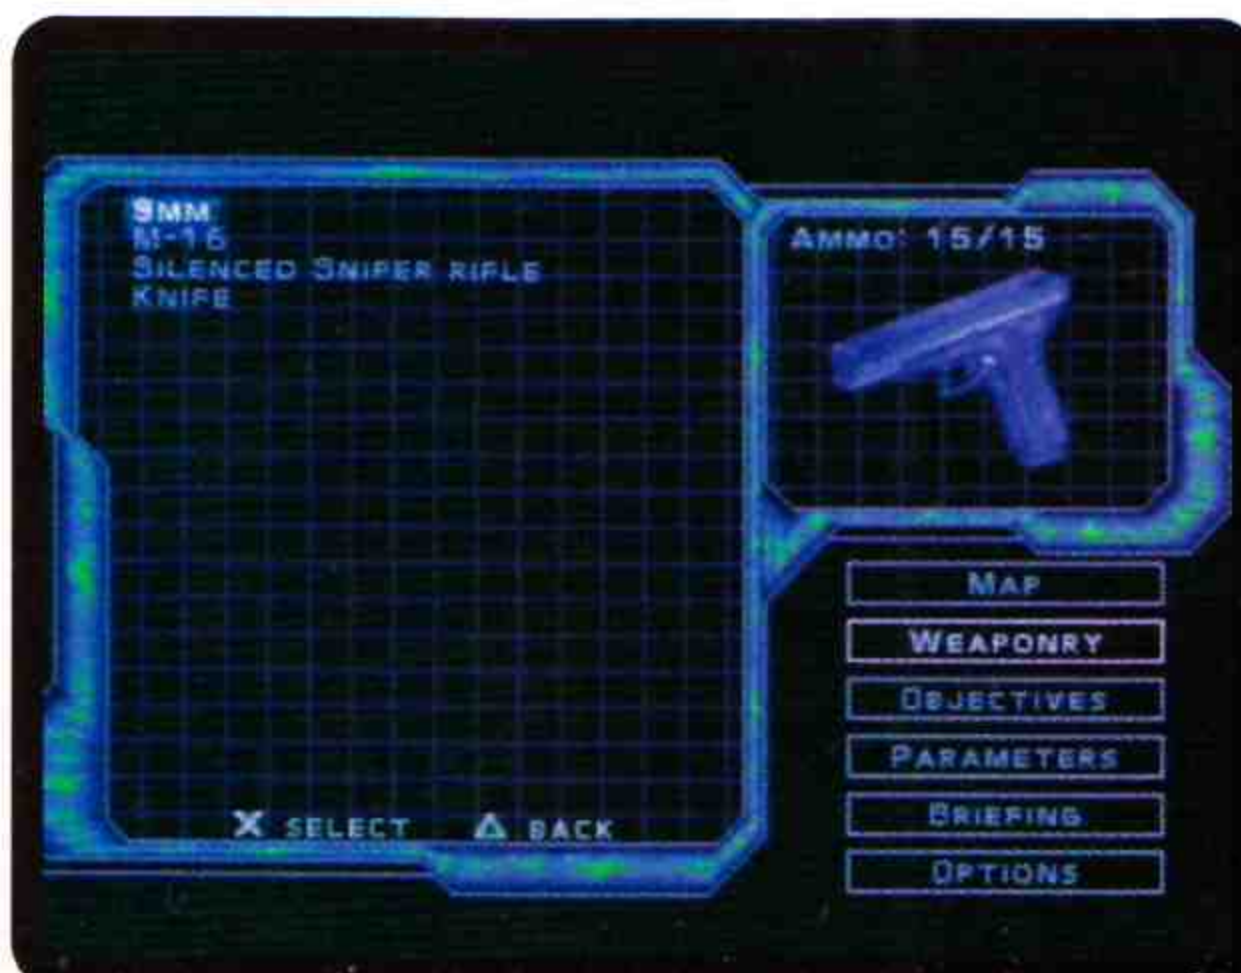 9MM
M-16
SILENCED SNIPER RIFLE
KNIFE
AMMO: 15/15
MAP
WEAPONRY
OBJECTIVES
PARAMETERS
BRIEFING
OPTIONS
X SELECT △ BACK